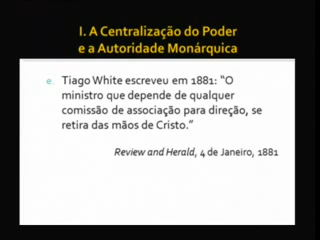 I. A Centralização do Poder
e a Autoridade Monárquica
e. Tiago White escreveu em 1881: “O
ministro que depende de qualquer
comissão de associação para direção, se
retira das mãos de Cristo.”
Review and Herald, 4 de Janeiro, 1881